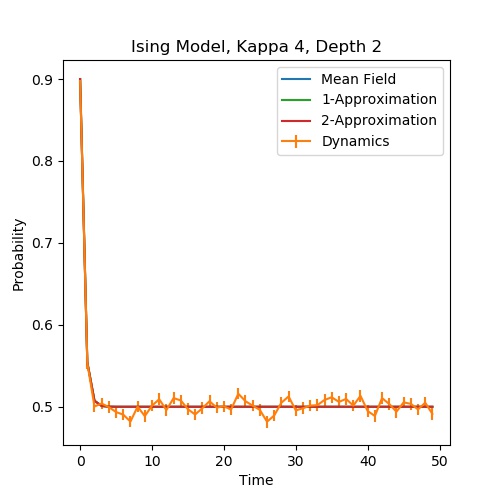 Ising Model, Kappa 4, Depth 2
Mean Field
1-Approximation
2-Approximation
Dynamics
0.9
0.8
0.7
0.6
0.5
Probability
0
10
20
30
40
50
Time